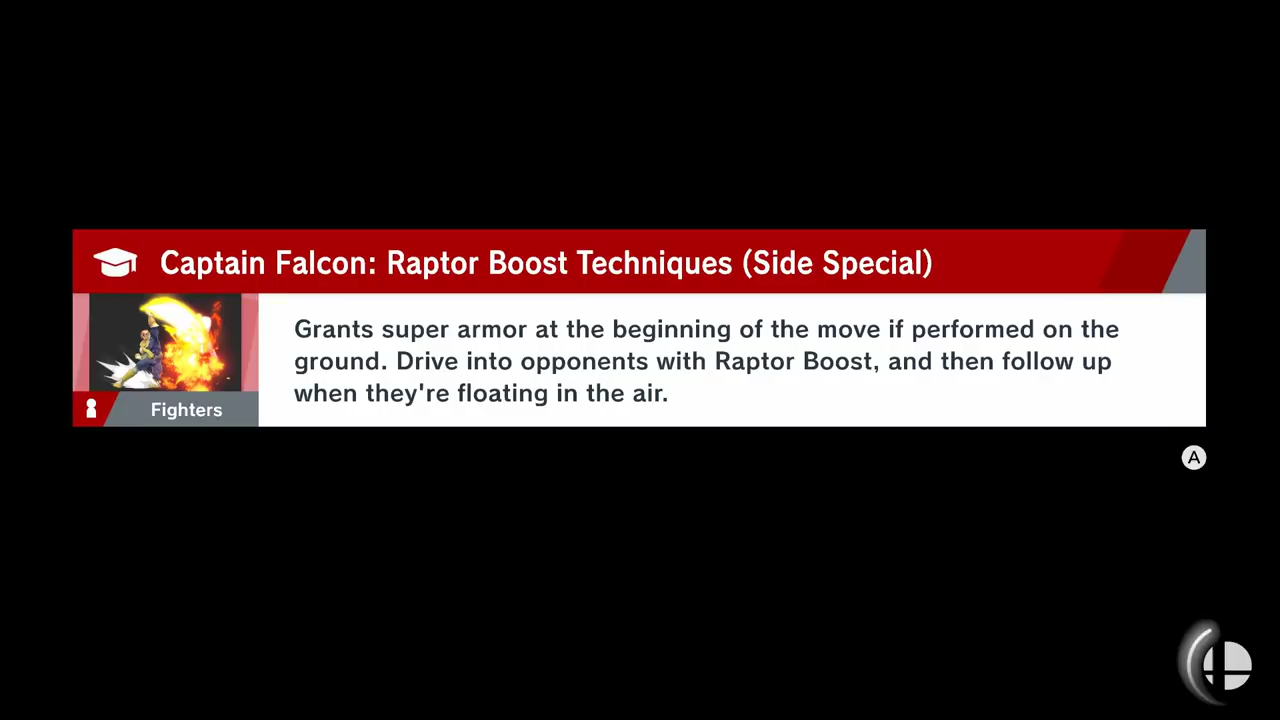 Captain Falcon: Raptor Boost Techniques (Side Special)
Grants super armor at the beginning of the move if performed on the
ground. Drive into opponents with Raptor Boost, and then follow up
when they're floating in the air.
Fighters
A